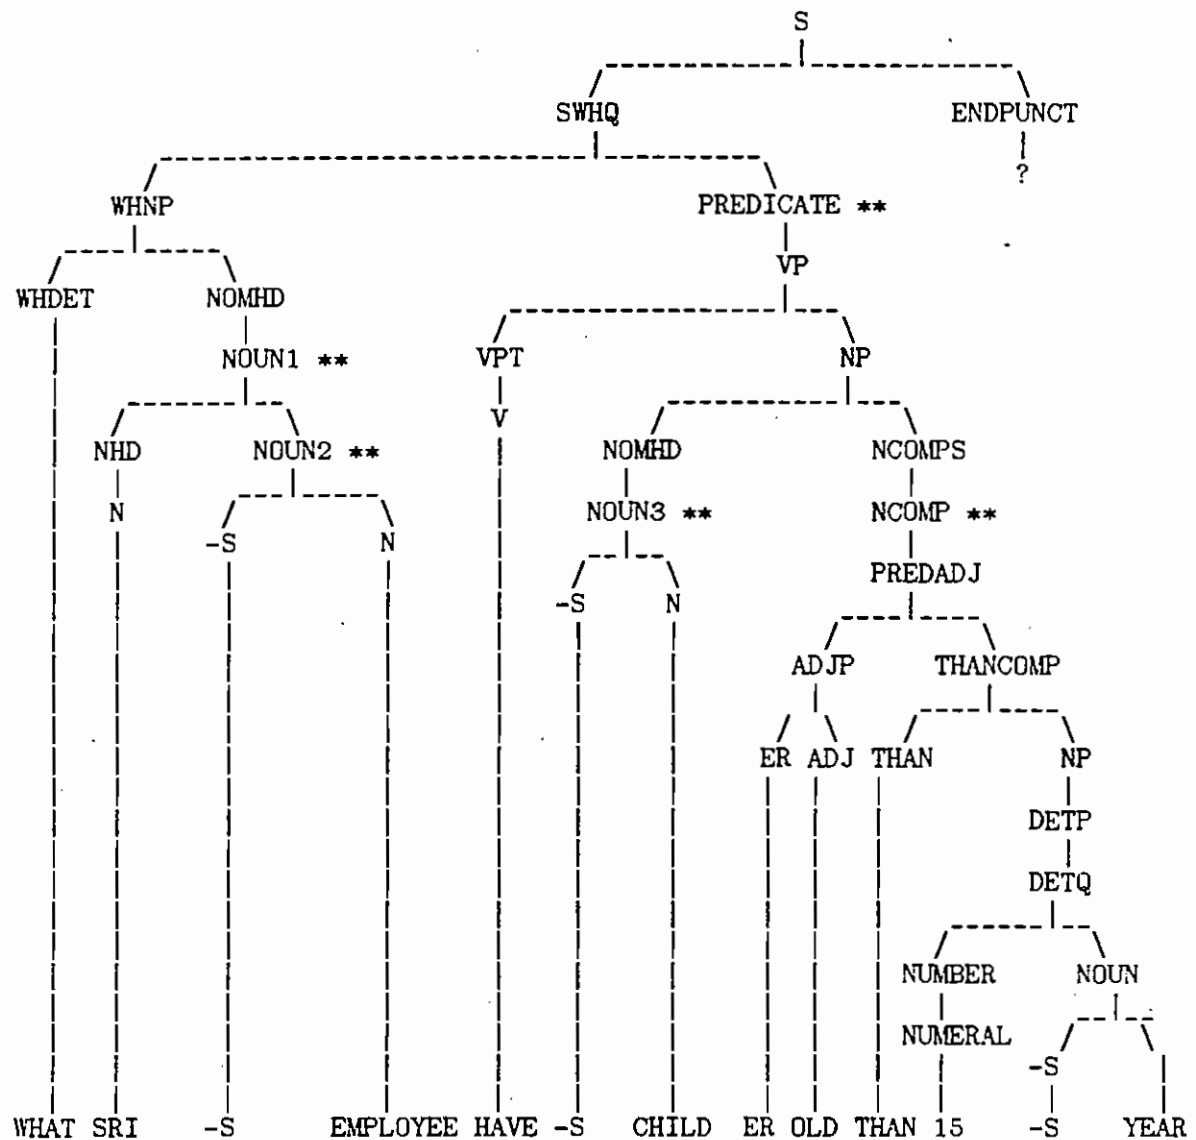 S
SWHQ ENDPUNCT
?
WHNP PREDICATE **
VP
WHDET NOMHD
NOUN1 ** VPT NP
V
NHD NOUN2 ** NOMHD NCOMPS
N NOUN3 ** NCOMP **
-S N
PREDADJ
-S N
ADJP THANCOMP
ER ADJ THAN NP
DETP
DETQ
NUMBER NOUN
NUMERAL
-S
WHAT SRI -S EMPLOYEE HAVE -S CHILD ER OLD THAN 15 -S YEAR